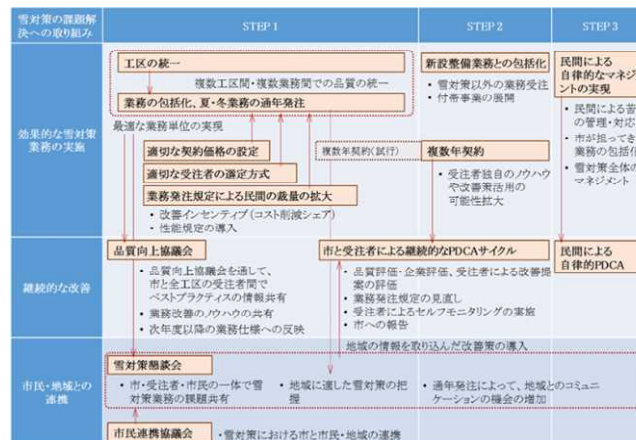 雪対策の課題解
決への取り組み
STEP 1
STEP 2
STEP 3
効果的な雪対策
業務の実施
工区の統一
複数工区間・複数業務間での品質の統一
業務の包括化、夏・冬業務の通年発注
最適な業務単位の実現
適切な契約価格の設定
適切な受注者の選定方式
業務発注規定による民間の裁量の拡大
・改善インセンティブ(コスト削減シェア)
・性能規定の導入
複数年契約(試行)
新設整備業務との包括化
・雪対策以外の業務受注
・付帯事業の展開
複数年契約
・受注者独自のノウハウ
や改善策活用の
可能性拡大
民間による
自律的なマネジ
ントの実現
・民間による苦
の管理・対応
・市が担ってき
業務の包括化
・雪対策全体の
マネジメント
継続的な改善
品質向上協議会
・品質向上協議会を通して、
市と全工区の受注者間で
ベストプラクティスの情報共有
・業務改善のノウハウの共有
・次年度以降の業務仕様への反映
市と受注者による継続的なPDCAサイクル
・品質評価・企業評価、受注者による改善提
案の評価
・業務発注規定の見直し
・受注者によるセルフモニタリングの実施
・市への報告
民間による
自律的PDCA
地域の情報を取り込んだ改善策の導入
市民・地域との
連携
雪対策懇談会
・市・受注者・市民の一体で雪
対策業務の課題共有
・地域に適した雪対策の把
握
・通年発注によって、地域とのコミュニ
ケーションの機会の増加
市民連携協議会
・雪対策における市と市民・地域の連携